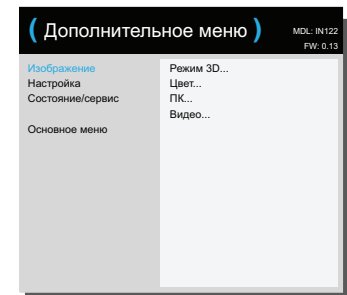 ( Дополнительное меню )
MDL: IN122
FW: 0.13
Изображение
Настройка
Состояние/сервис
Основное меню
Режим 3D...
Цвет...
ПК...
Видео...